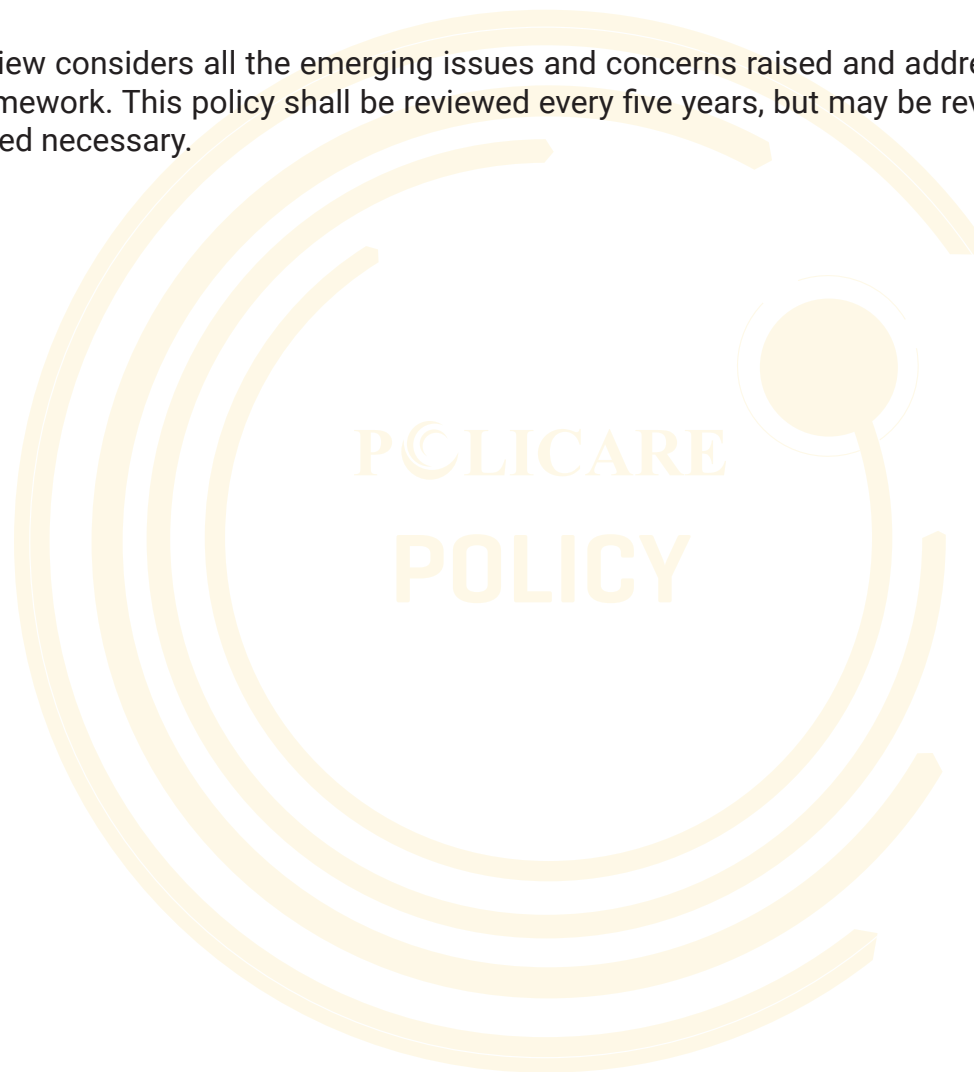 iew considers all the emerging issues and concerns raised and addre
mework. This policy shall be reviewed every five years, but may be rev
ed necessary.
POLICARE
POLICY